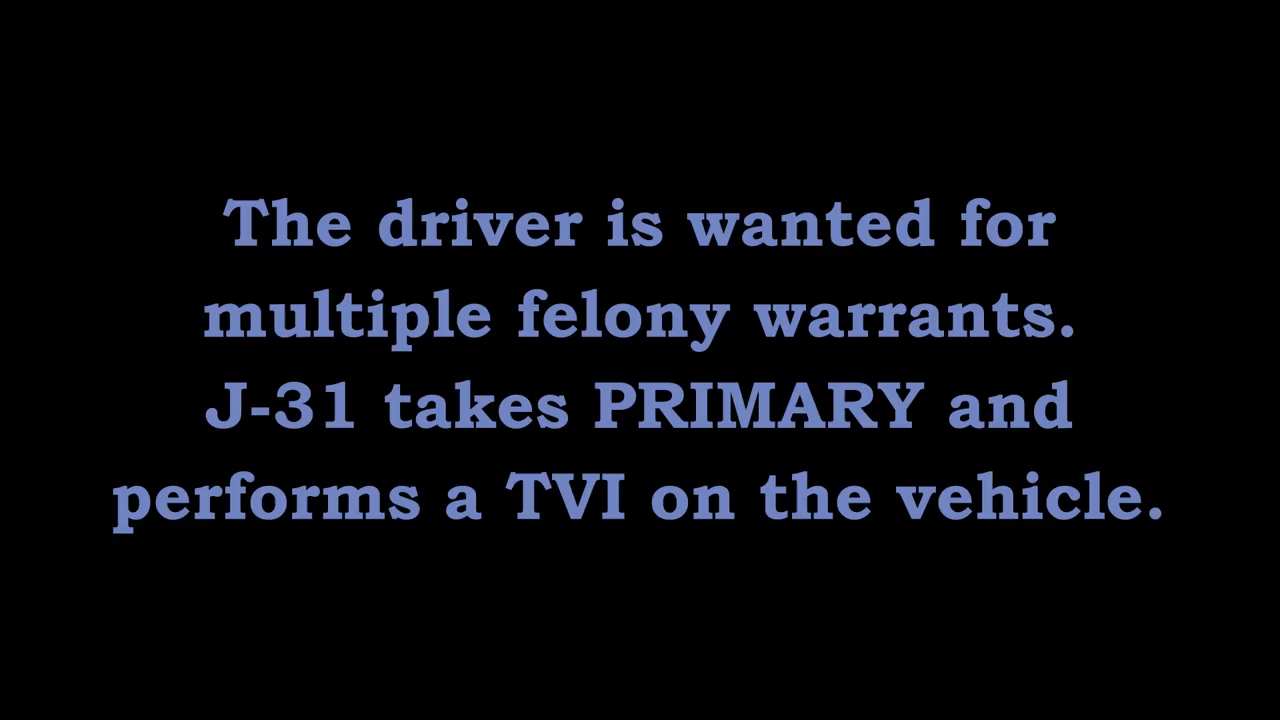 The driver is wanted for
multiple felony warrants.
J-31 takes PRIMARY and
performs a TVI on the vehicle.